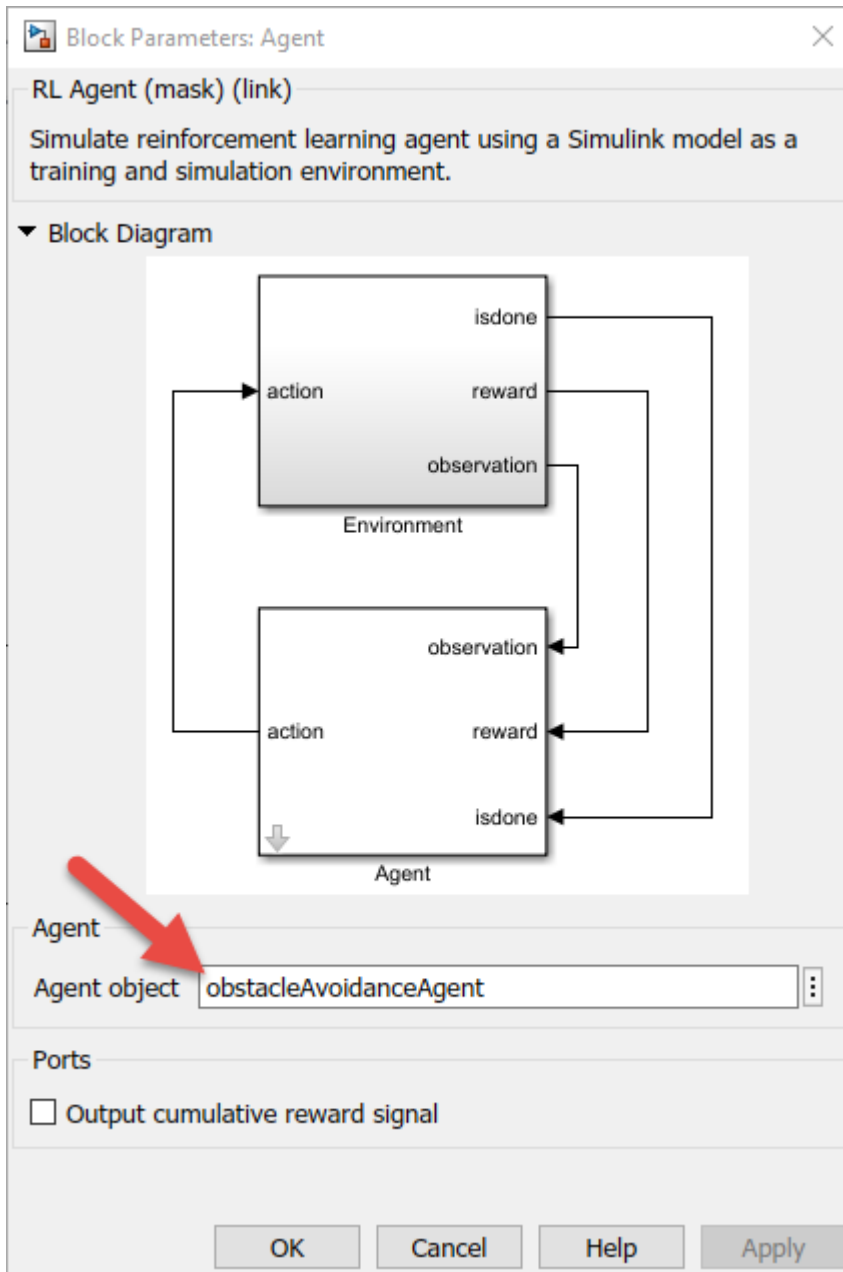 Block Parameters: Agent
RL Agent (mask) (link)
Simulate reinforcement learning agent using a Simulink model as a
training and simulation environment.
Block Diagram
isdone
action
reward
observation
Environment
observation
action
reward
isdone
Agent
Agent
Agent object obstacleAvoidanceAgent
Ports
Output cumulative reward signal
OK Cancel Help Apply